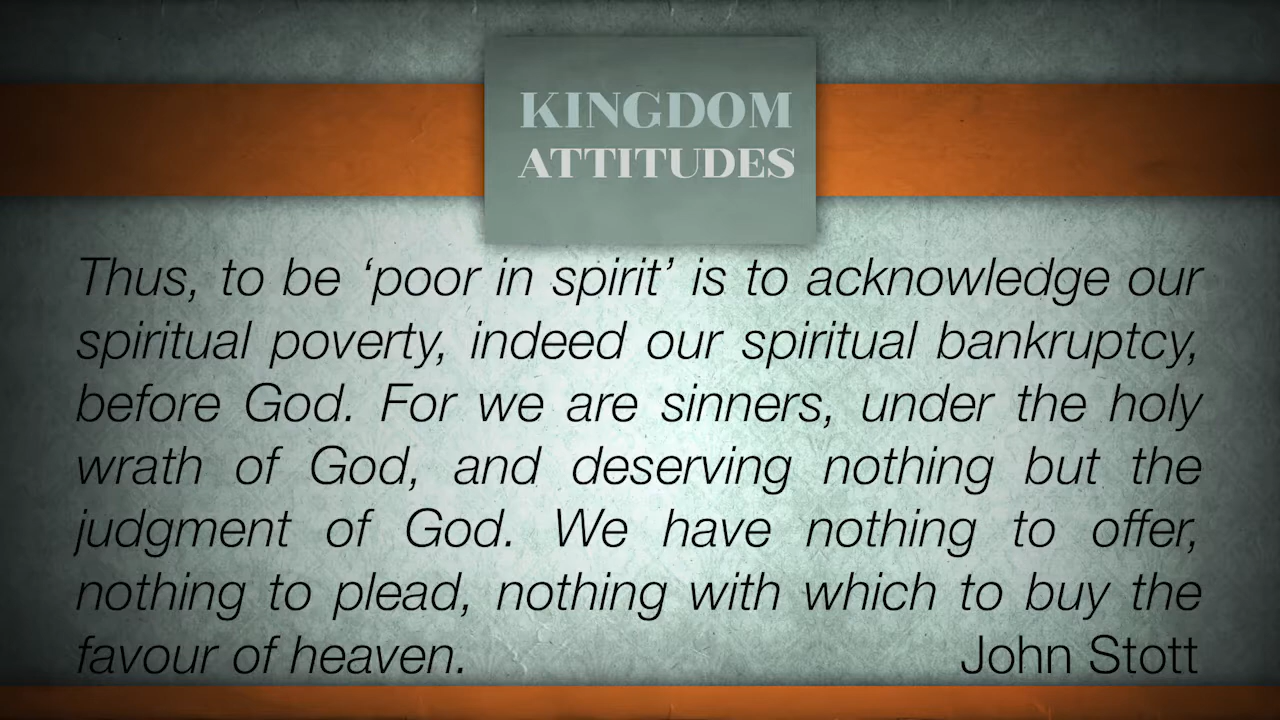 KINGDOM
ATTITUDES
Thus, to be ‘poor in spirit’ is to acknowledge our
spiritual poverty, indeed our spiritual bankruptcy,
before God. For we are sinners, under the holy
wrath of God, and deserving nothing but the
judgment of God. We have nothing to offer,
nothing to plead, nothing with which to buy the
favour of heaven. John Stott